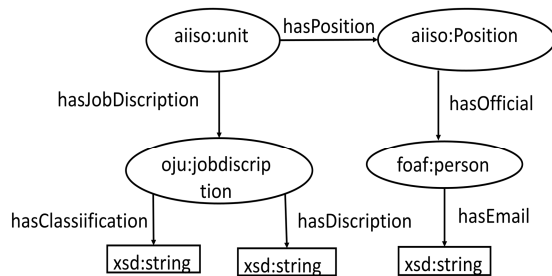 aiiso:unit
hasPosition
aiiso:Position
hasJobDiscription
hasOfficial
oju:jobdiscrip
tion
foaf:person
hasClassiification
hasDiscription
hasEmail
xsd:string
xsd:string
xsd:string